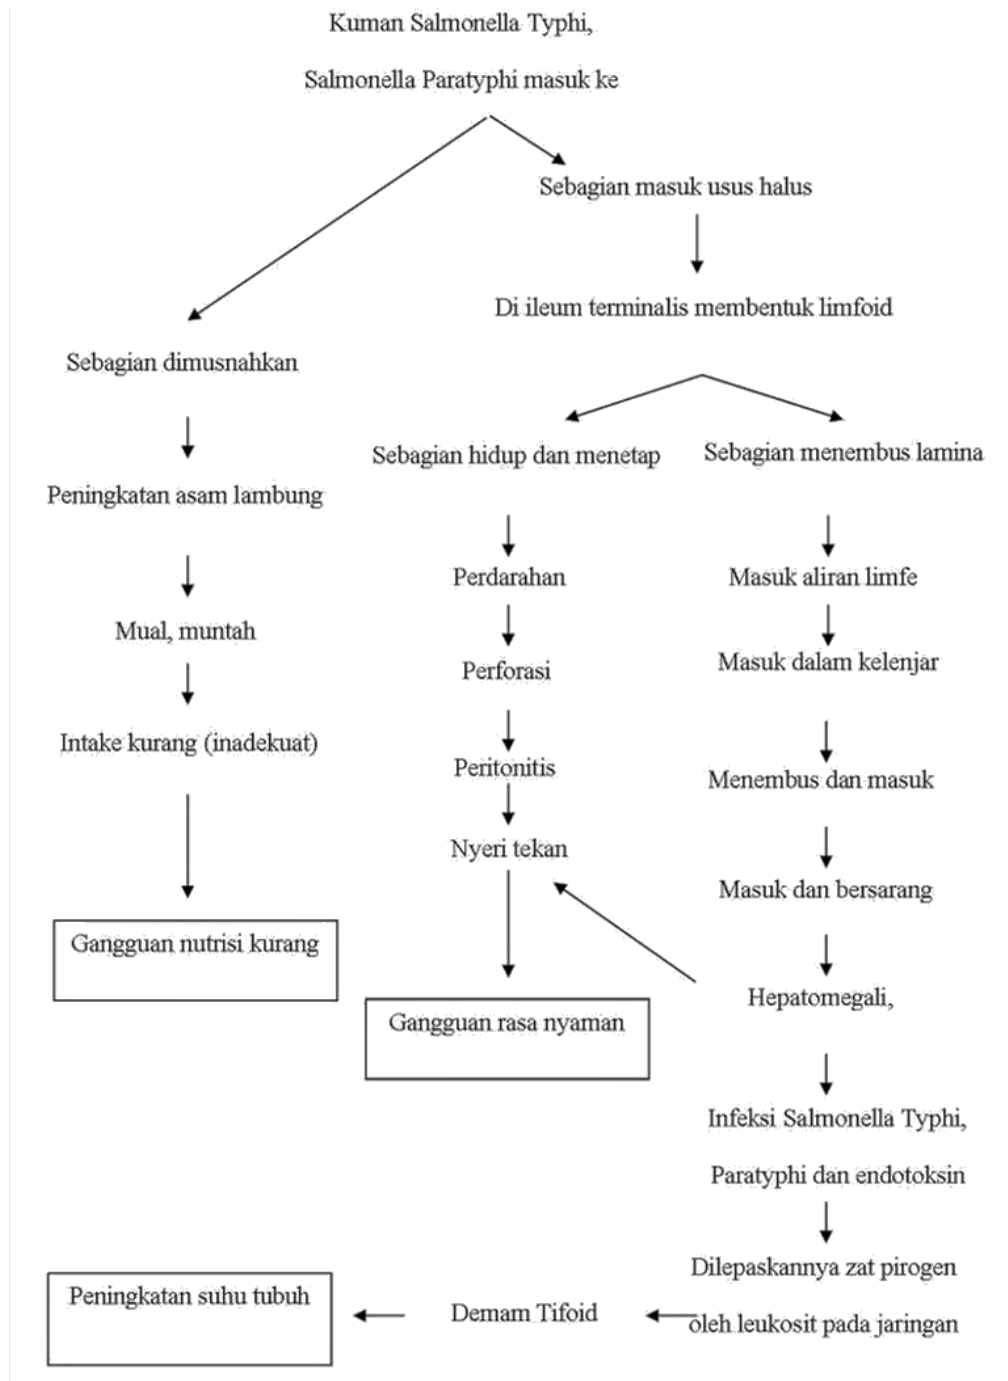 Kuman Salmonella Typhi,
Salmonella Paratyphi masuk ke
Sebagian masuk usus halus
Di ileum terminalis membentuk limfoid
Sebagian dimusnahkan
Peningkatan asam lambung
Mual, muntah
Intake kurang (inadekuat)
Gangguan nutrisi kurang
Sebagian hidup dan menetap
Perdarahan
Perforasi
Peritonitis
Nyeri tekan
Gangguan rasa nyaman
Sebagian menembus lamina
Masuk aliran limfe
Masuk dalam kelenjar
Menembus dan masuk
Masuk dan bersarang
Hepatomegali,
Infeksi Salmonella Typhi,
Paratyphi dan endotoksin
Dilepaskannya zat pirogen
oleh leukosit pada jaringan
Demam Tifoid
Peningkatan suhu tubuh